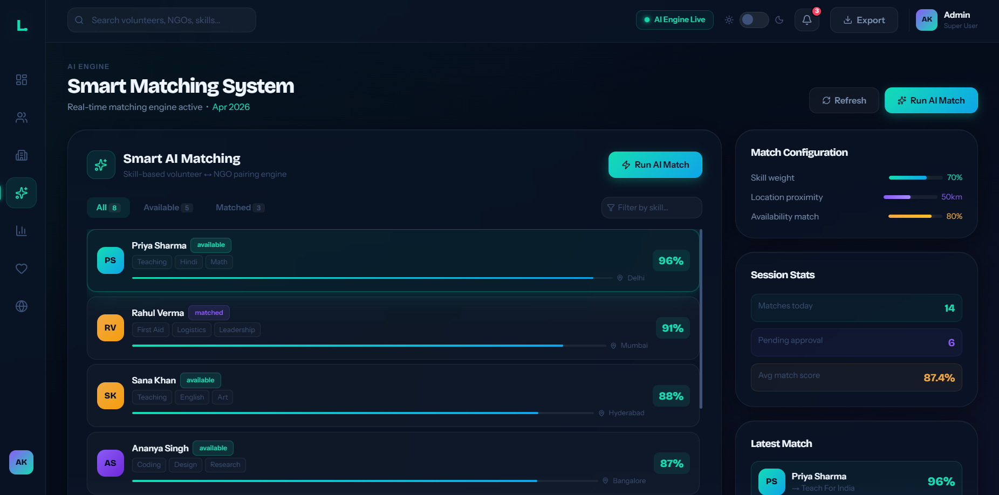 L.
Search volunteers, NGOs, skills...
AI Engine Live
3
Export
AK
Admin
Super User
AI ENGINE
Smart Matching System
Real-time matching engine active • Apr 2026
Refresh
Run AI Match
Smart AI Matching
Skill-based volunteer ↔ NGO pairing engine
Run AI Match
All 8
Available 5
Matched 3
Filter by skill...
PS
Priya Sharma available
Teaching Hindi Math
Delhi
96%
RV
Rahul Verma matched
First Aid Logistics Leadership
Mumbai
91%
SK
Sana Khan available
Teaching English Art
Hyderabad
88%
AS
Ananya Singh available
Coding Design Research
Bangalore
87%
Match Configuration
Skill weight 70%
Location proximity 50km
Availability match 80%
Session Stats
Matches today 14
Pending approval 6
Avg match score 87.4%
Latest Match
PS
Priya Sharma
→ Teach For India
96%
AK